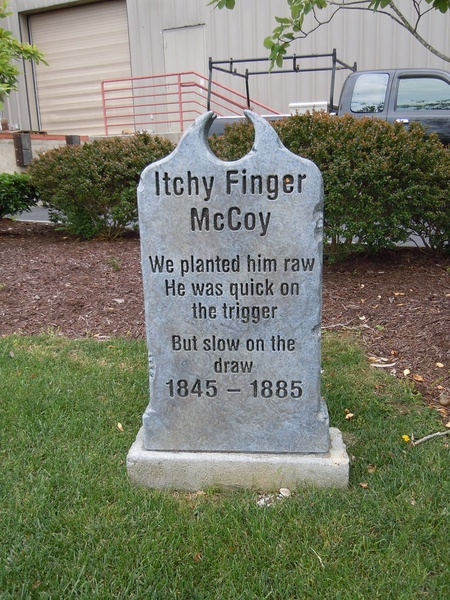 Itchy Finger
McCoy
We planted him raw
He was quick on
the trigger
But slow on the
draw
1845 – 1885